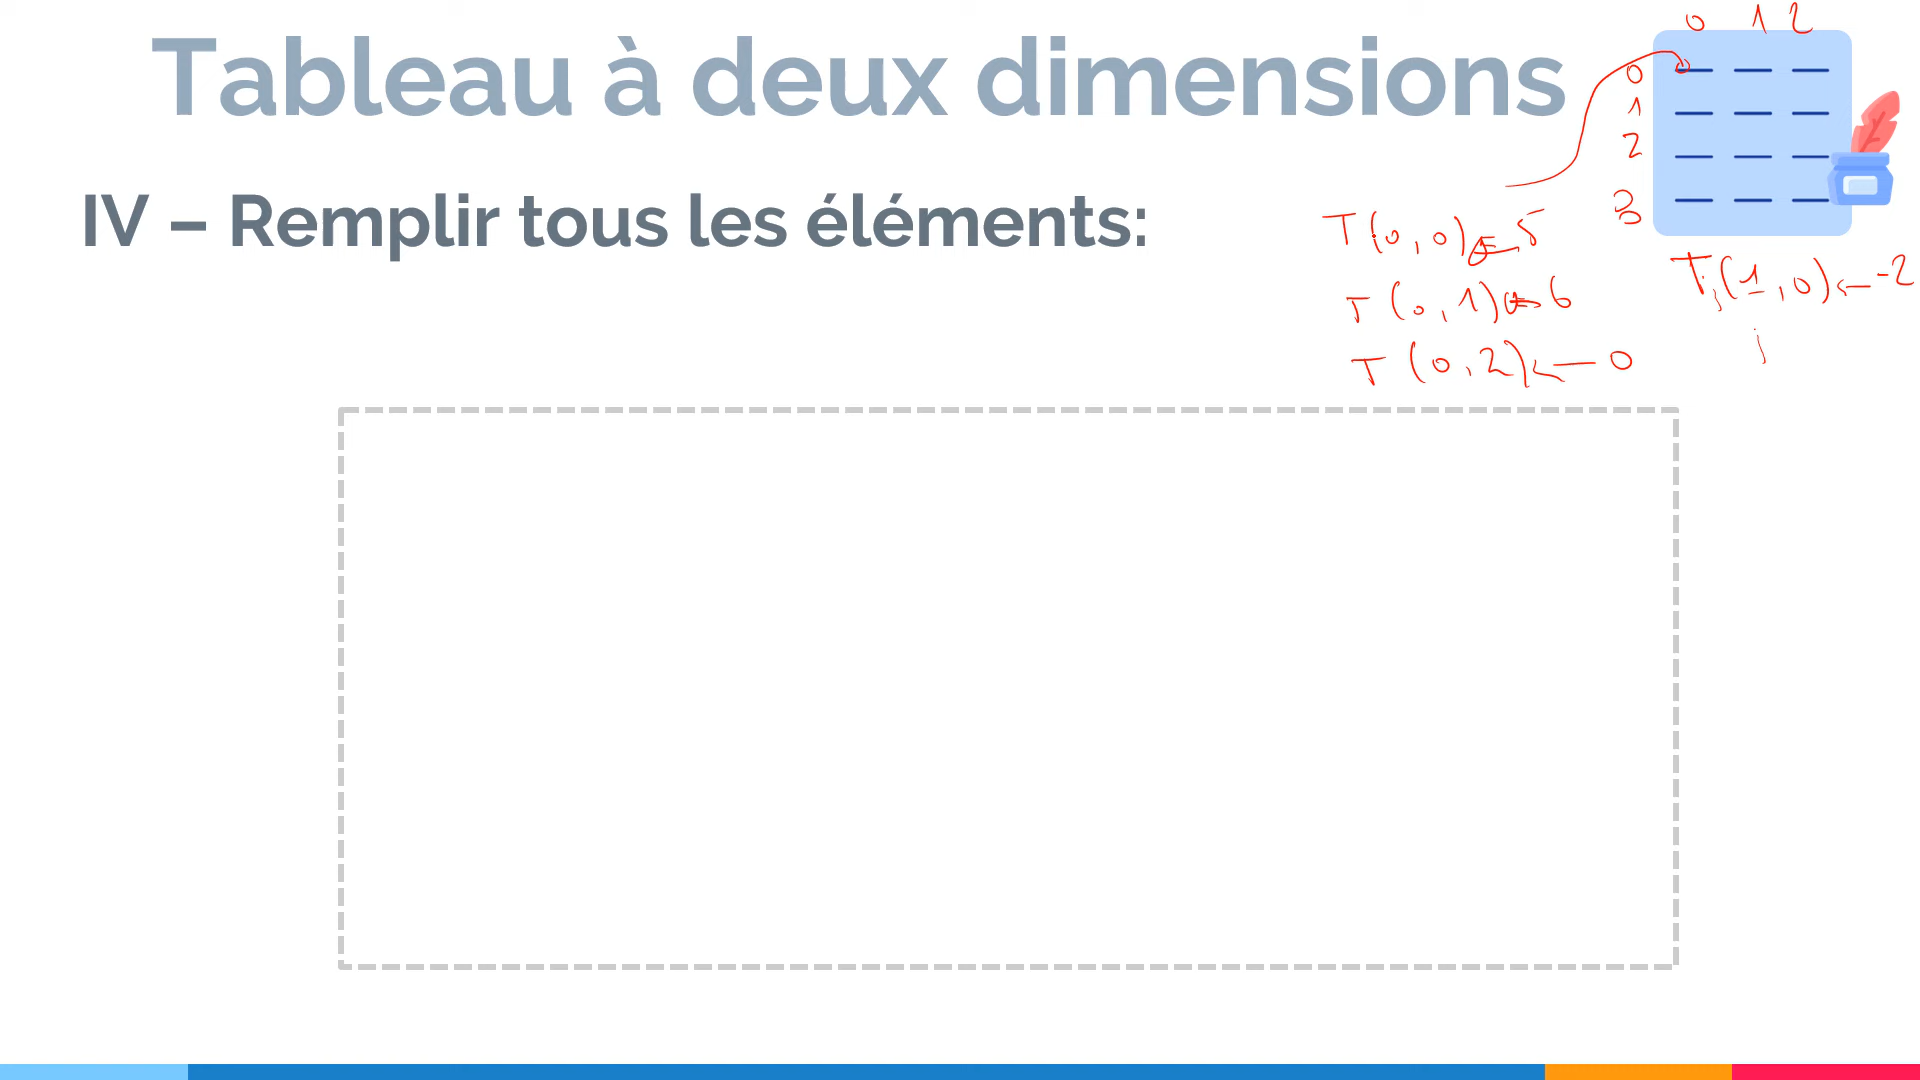 Tableau à deux dimensions
0 1 2
0
1
2
3
IV – Remplir tous les éléments:
T(0,0) ← 5
T(0,1) ← 6
T(0,2) ← 0
T(1,0) ← -2